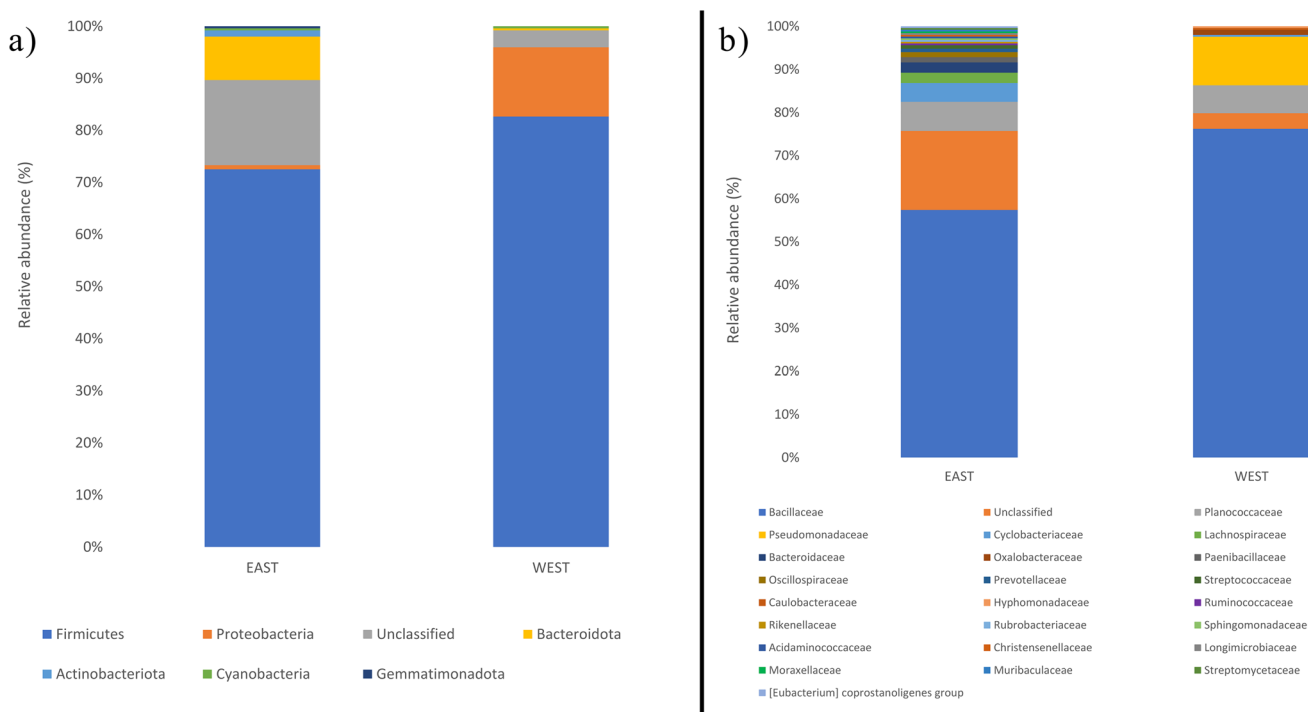 a)
Relative abundance (%)
100%
90%
80%
70%
60%
50%
40%
30%
20%
10%
0%
EAST WEST
Firmicutes Proteobacteria Unclassified Bacteroidota
Actinobacteriota Cyanobacteria Gemmatimonadota
b)
Relative abundance (%)
100%
90%
80%
70%
60%
50%
40%
30%
20%
10%
0%
EAST WEST
Bacillaceae Unclassified Planococcaceae
Pseudomonadaceae Cyclobacteriaceae Lachnospiraceae
Bacteroidaceae Oxalobacteraceae Paenibacillaceae
Oscillospiraceae Prevotellaceae Streptococcaceae
Caulobacteraceae Hyphomonadaceae Ruminococcaceae
Rikenellaceae Rubrobacteriaceae Sphingomonadaceae
Acidaminococcaceae Christensenellaceae Longimicrobiaceae
Moraxellaceae Muribaculaceae Streptomycetaceae
[Eubacterium] coprostanoligenes group